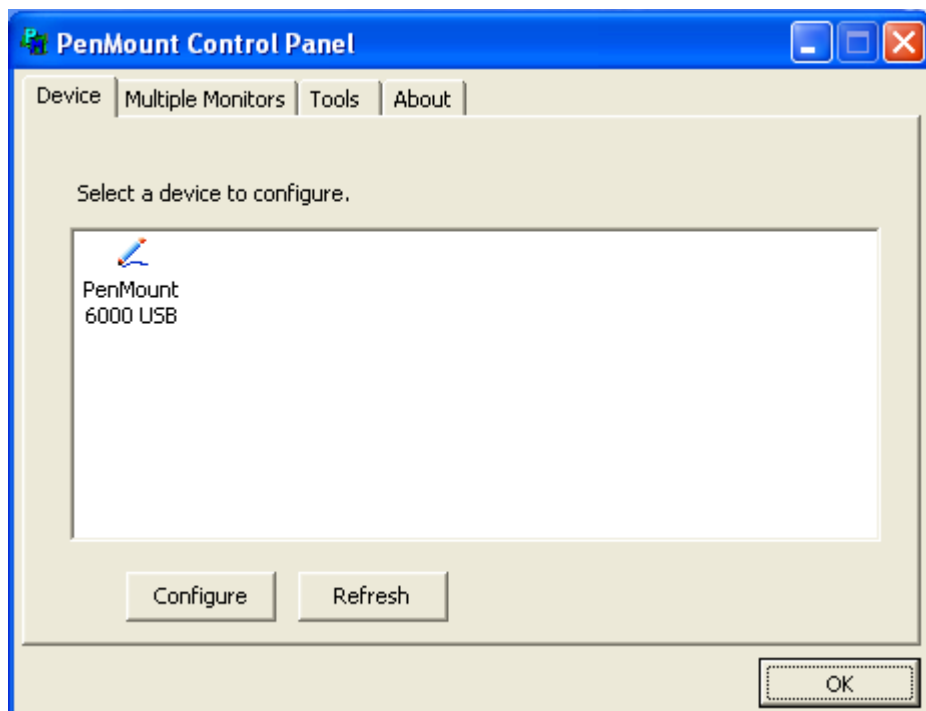 PenMount Control Panel
Device Multiple Monitors Tools About
Select a device to configure.
PenMount
6000 USB
Configure Refresh
OK